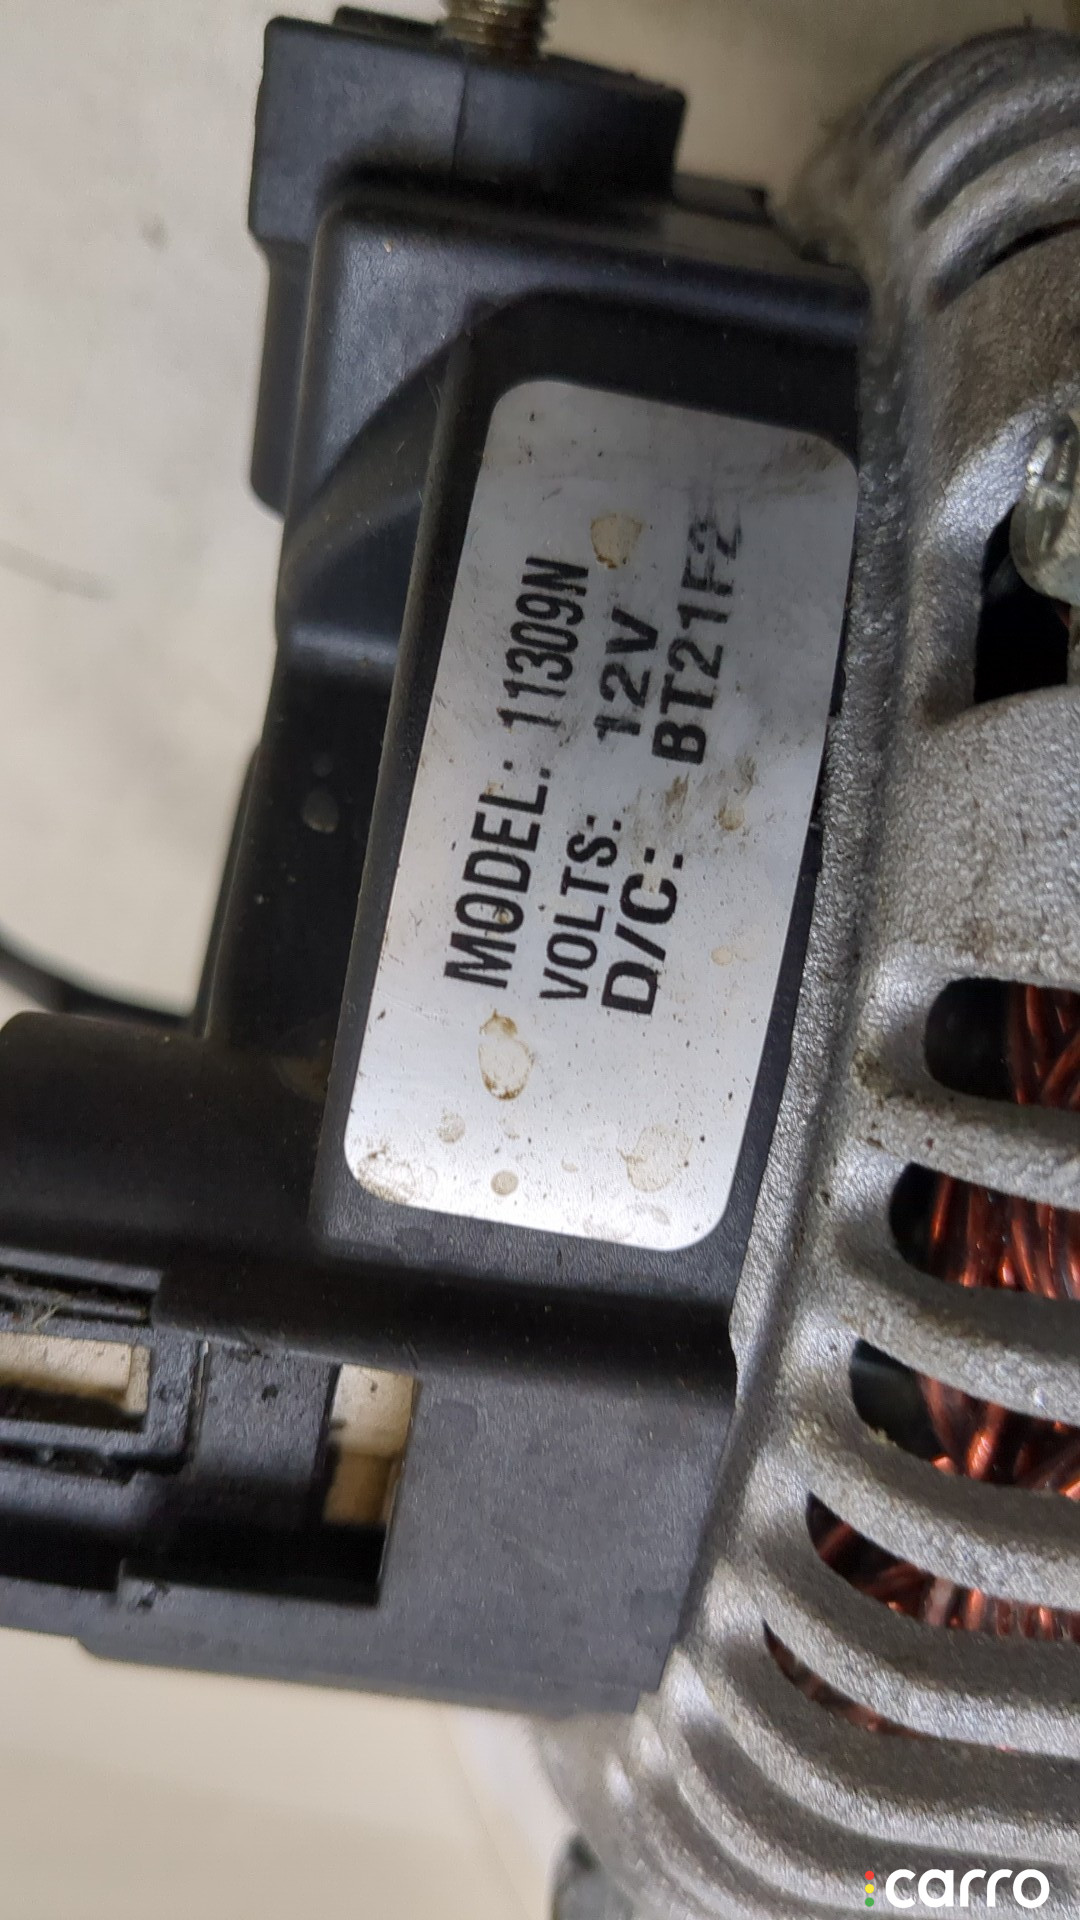 MODEL: 11309N
VOLTS: 12V
D/C: BT21F2
carro